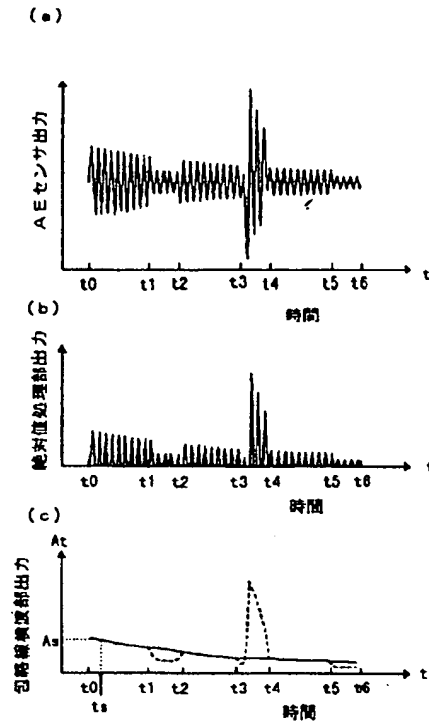 (a)
AEセンサ出力
t0 t1 t2 t3 t4 t5 t6 t
時間
(b)
絶対値処理部出力
t0 t1 t2 t3 t4 t5 t6 t
時間
(c)
At
包絡線検波部出力
As
t0 t1 t2 t3 t4 t5 t6 t
ts
時間